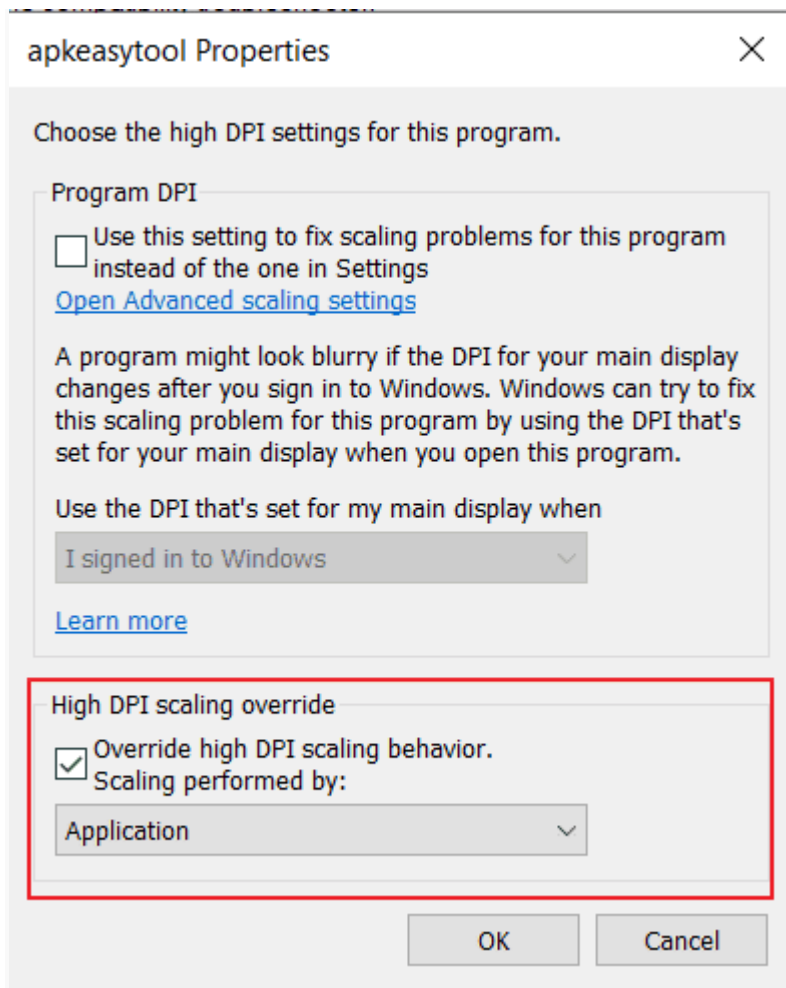 apkeasytool Properties
Choose the high DPI settings for this program.
Program DPI
Use this setting to fix scaling problems for this program
instead of the one in Settings
Open Advanced scaling settings
A program might look blurry if the DPI for your main display
changes after you sign in to Windows. Windows can try to fix
this scaling problem for this program by using the DPI that's
set for your main display when you open this program.
Use the DPI that's set for my main display when
I signed in to Windows
Learn more
High DPI scaling override
Override high DPI scaling behavior.
Scaling performed by:
Application
OK
Cancel